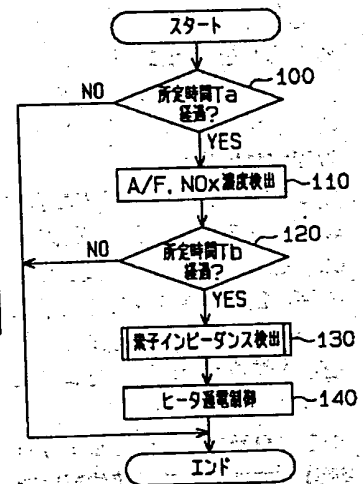 スタート
100
所定時間Ta
経過?
NO
YES
A/F,NOx濃度検出
110
120
所定時間Tb
経過?
NO
YES
素子インピーダンス検出
130
ヒータ通電制御
140
エンド